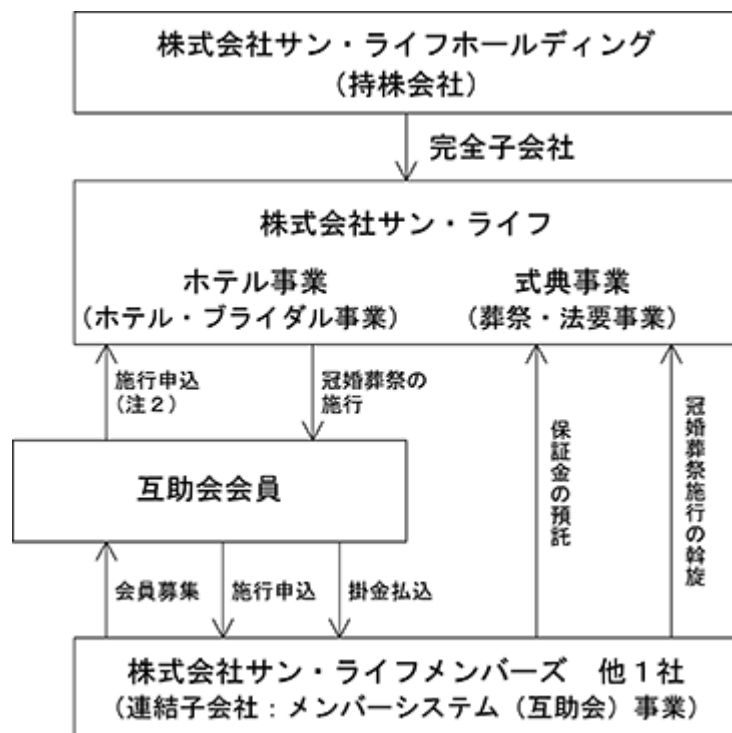 株式会社サン・ライフホールディング
（持株会社）
完全子会社
株式会社サン・ライフ
ホテル事業
（ホテル・ブライダル事業）
式典事業
（葬祭・法要事業）
施行申込
（注２）
冠婚葬祭の
施行
保証金の預託
冠婚葬祭施行の斡旋
互助会会員
会員募集
施行申込
掛金払込
株式会社サン・ライフメンバーズ　他１社
（連結子会社：メンバーシステム（互助会）事業）